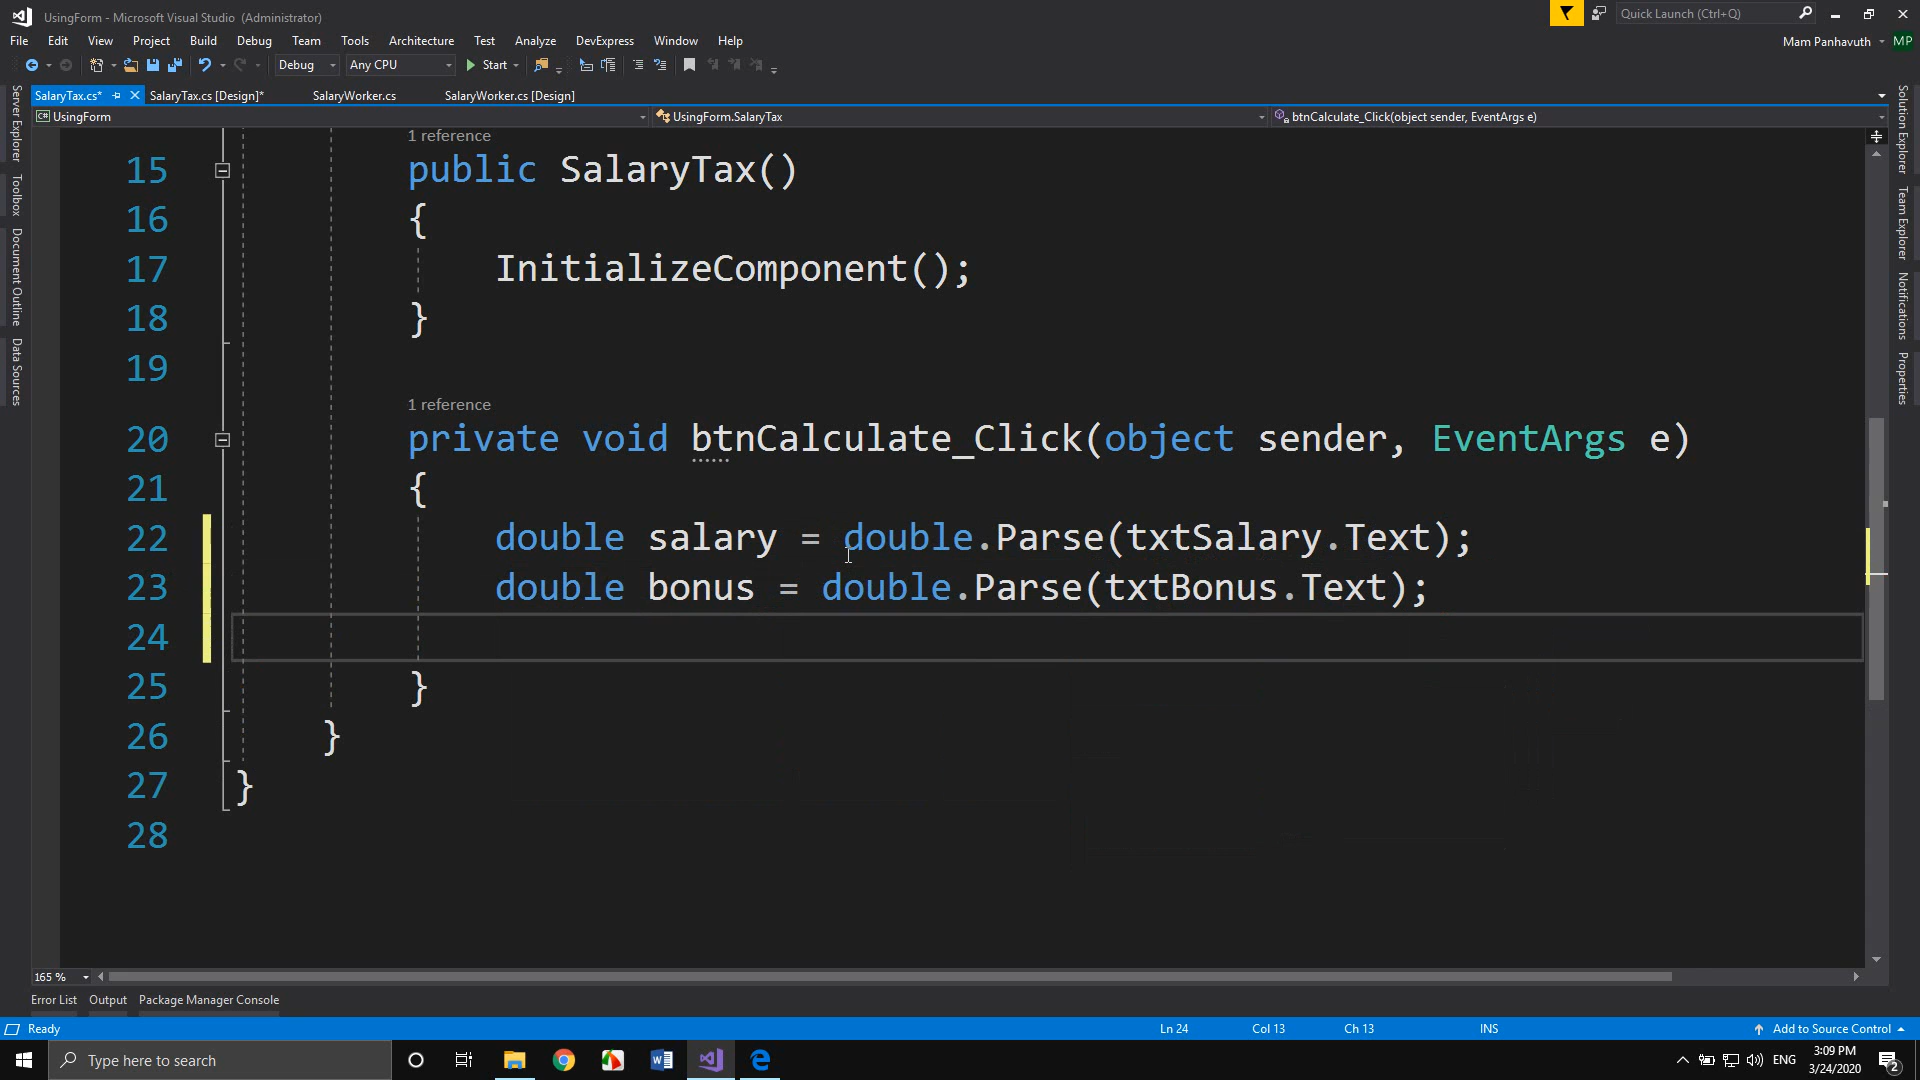 UsingForm - Microsoft Visual Studio (Administrator)
Quick Launch (Ctrl+Q)
File Edit View Project Build Debug Team Tools Architecture Test Analyze DevExpress Window Help
Mam Panhavuth MP
Debug Any CPU Start
SalaryTax.cs* SalaryTax.cs [Design]* SalaryWorker.cs SalaryWorker.cs [Design]
C# UsingForm UsingForm.SalaryTax btnCalculate_Click(object sender, EventArgs e)
Server Explorer
Toolbox
Document Outline
Data Sources
1 reference
15 public SalaryTax()
16 {
17 InitializeComponent();
18 }
19
1 reference
20 private void btnCalculate_Click(object sender, EventArgs e)
21 {
22 double salary = double.Parse(txtSalary.Text);
23 double bonus = double.Parse(txtBonus.Text);
24
25 }
26 }
27 }
28
Solution Explorer
Team Explorer
Notifications
Properties
165 %
Error List Output Package Manager Console
Ready Ln 24 Col 13 Ch 13 INS Add to Source Control
Type here to search
ENG
3:09 PM
3/24/2020
2